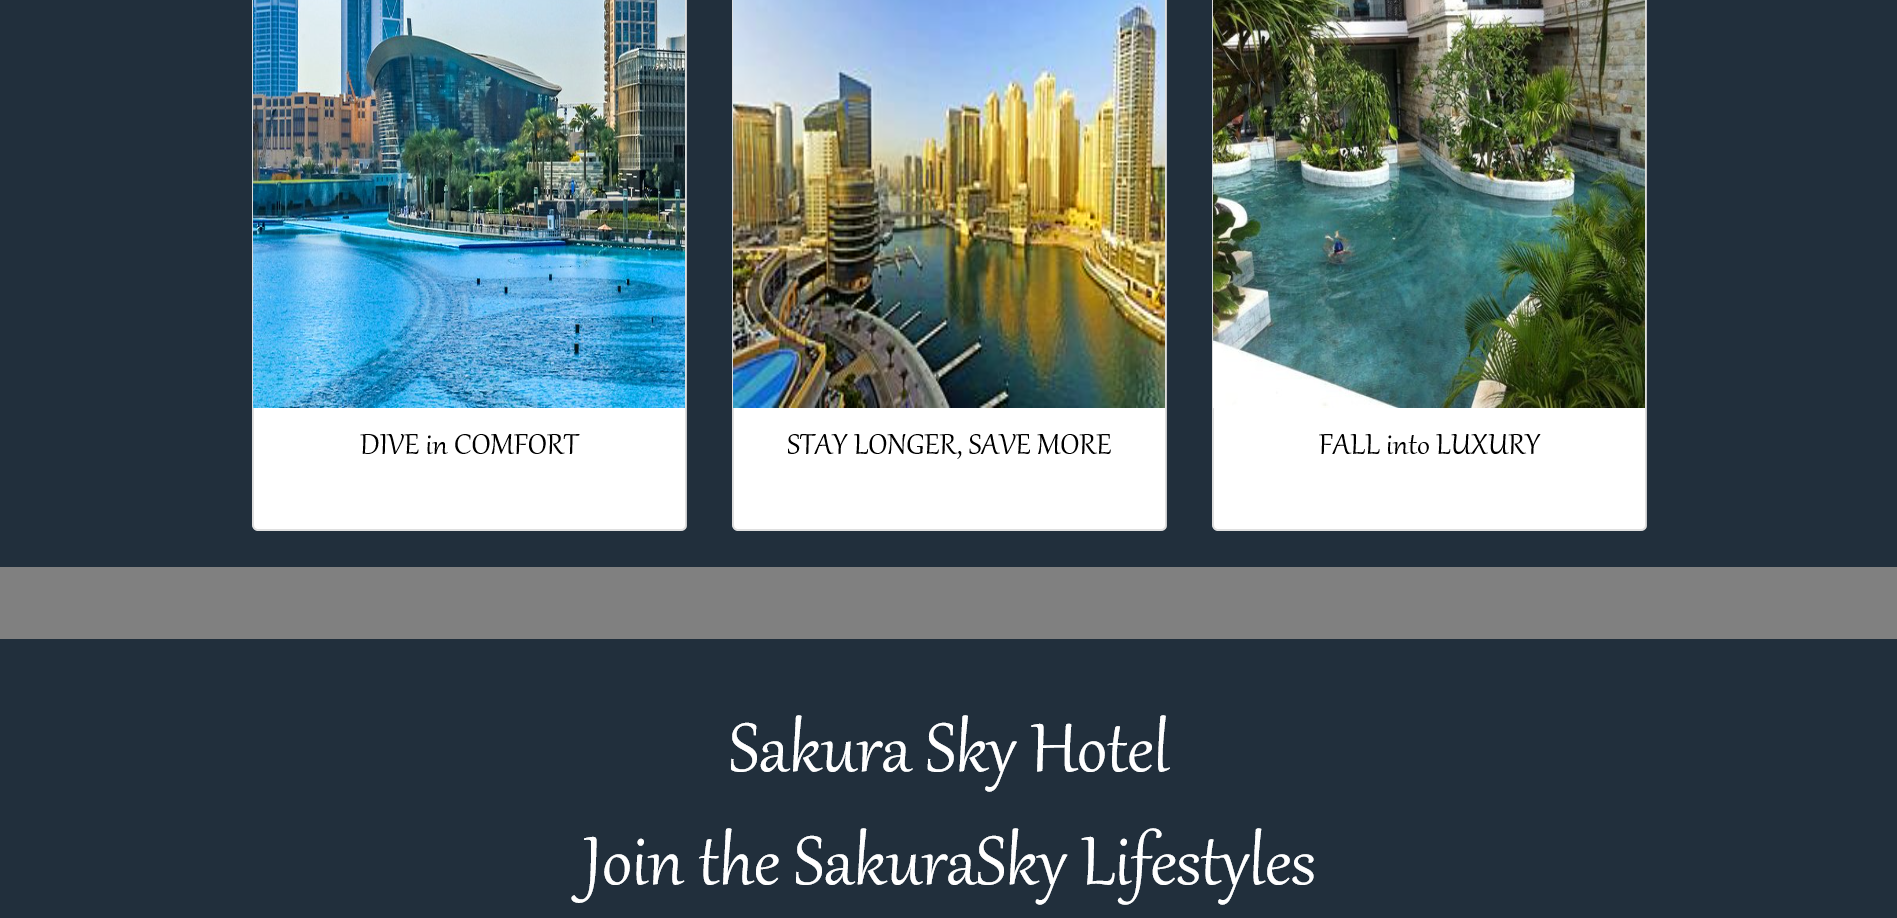 DIVE in COMFORT
STAY LONGER, SAVE MORE
FALL into LUXURY
Sakura Sky Hotel
Join the SakuraSky Lifestyles